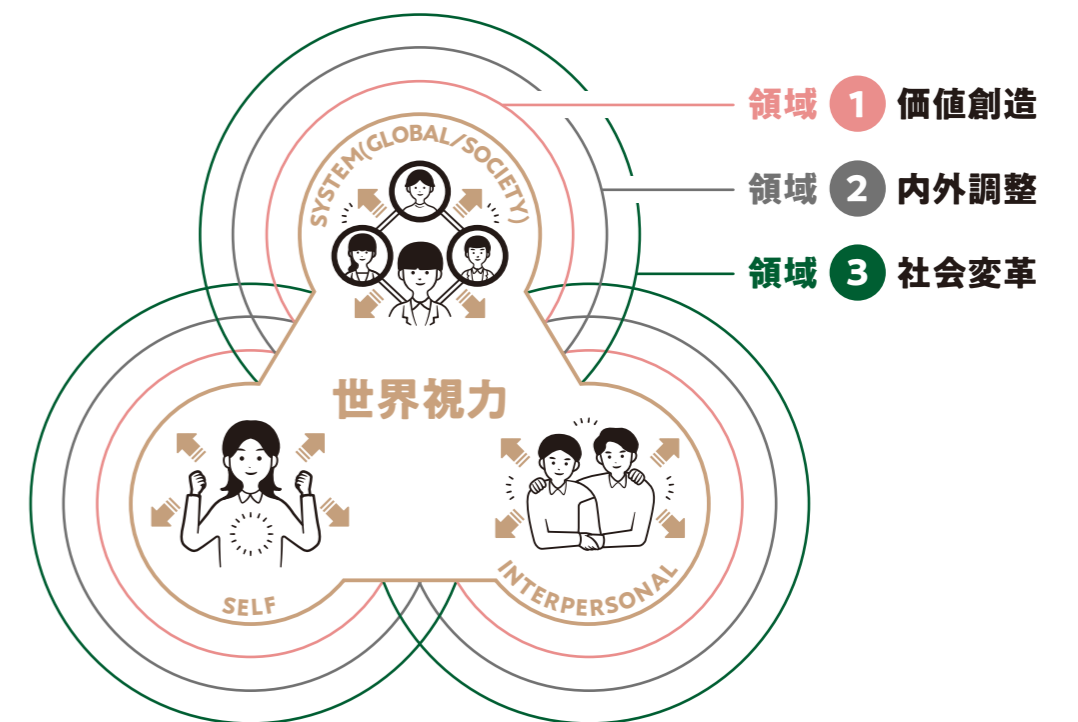 SYSTEM(GLOBAL/SOCIETY)
領域 1 価値創造
領域 2 内外調整
領域 3 社会変革
世界視力
SELF
INTERPERSONAL